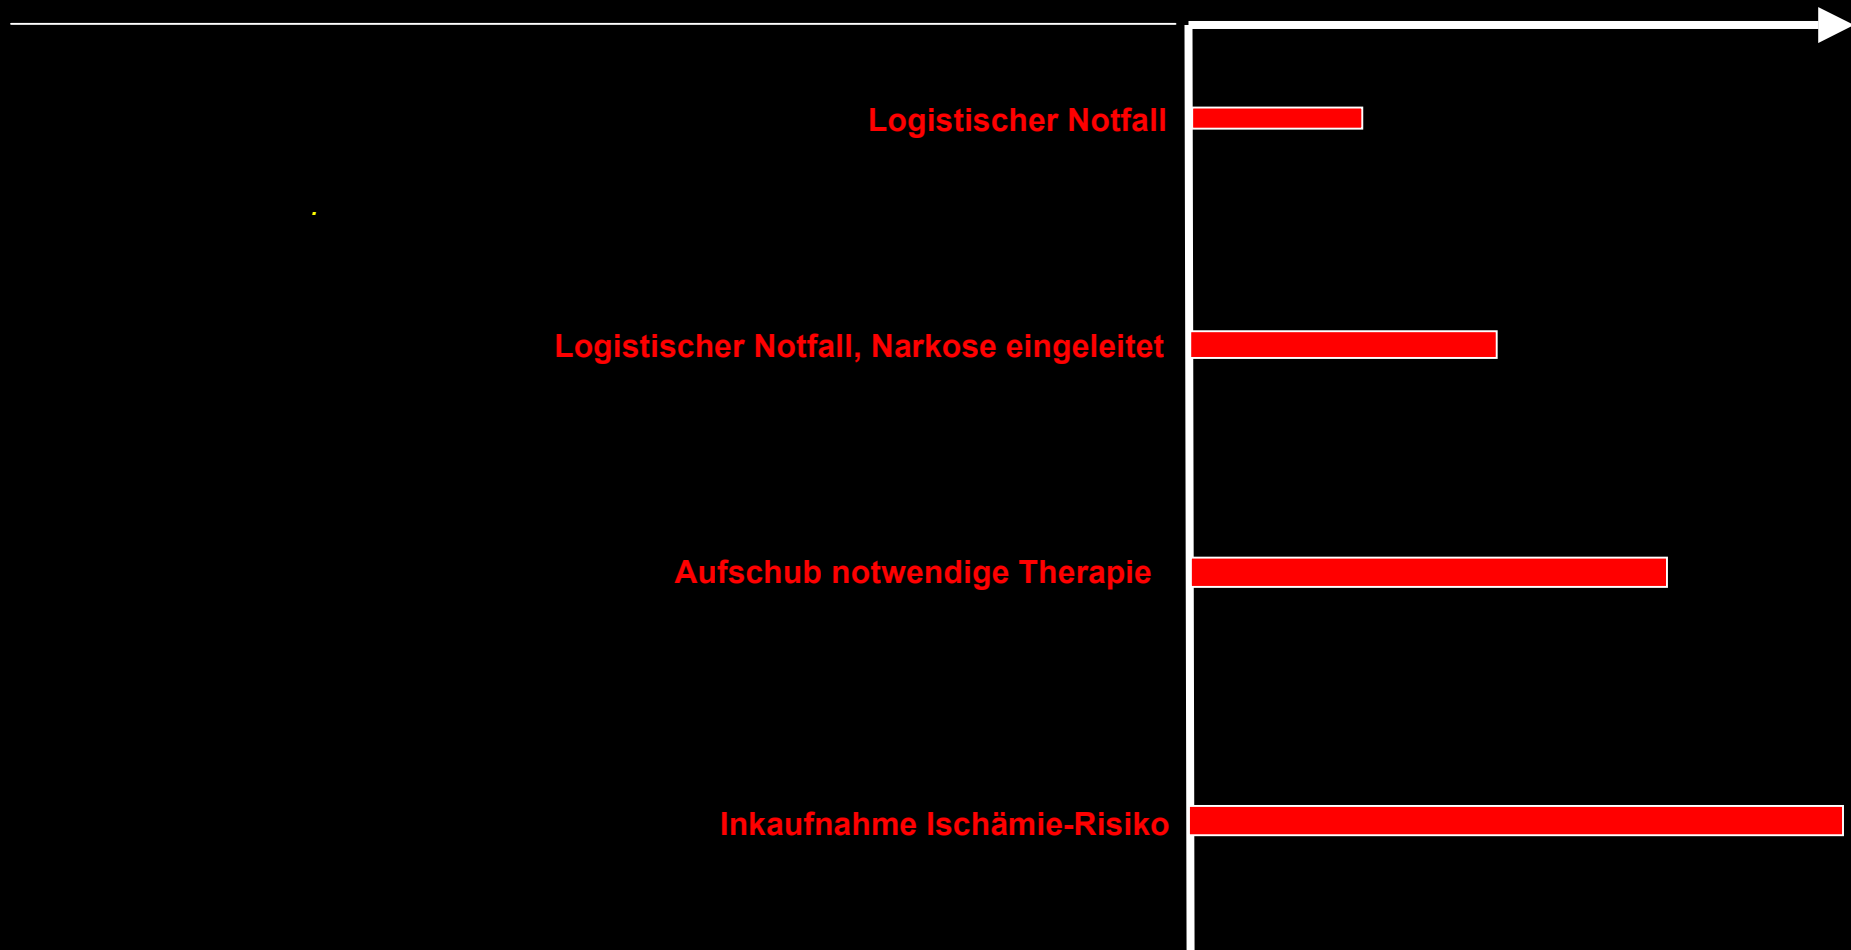 Logistischer Notfall
.
Logistischer Notfall, Narkose eingeleitet
Aufschub notwendige Therapie
Inkaufnahme Ischämie-Risiko